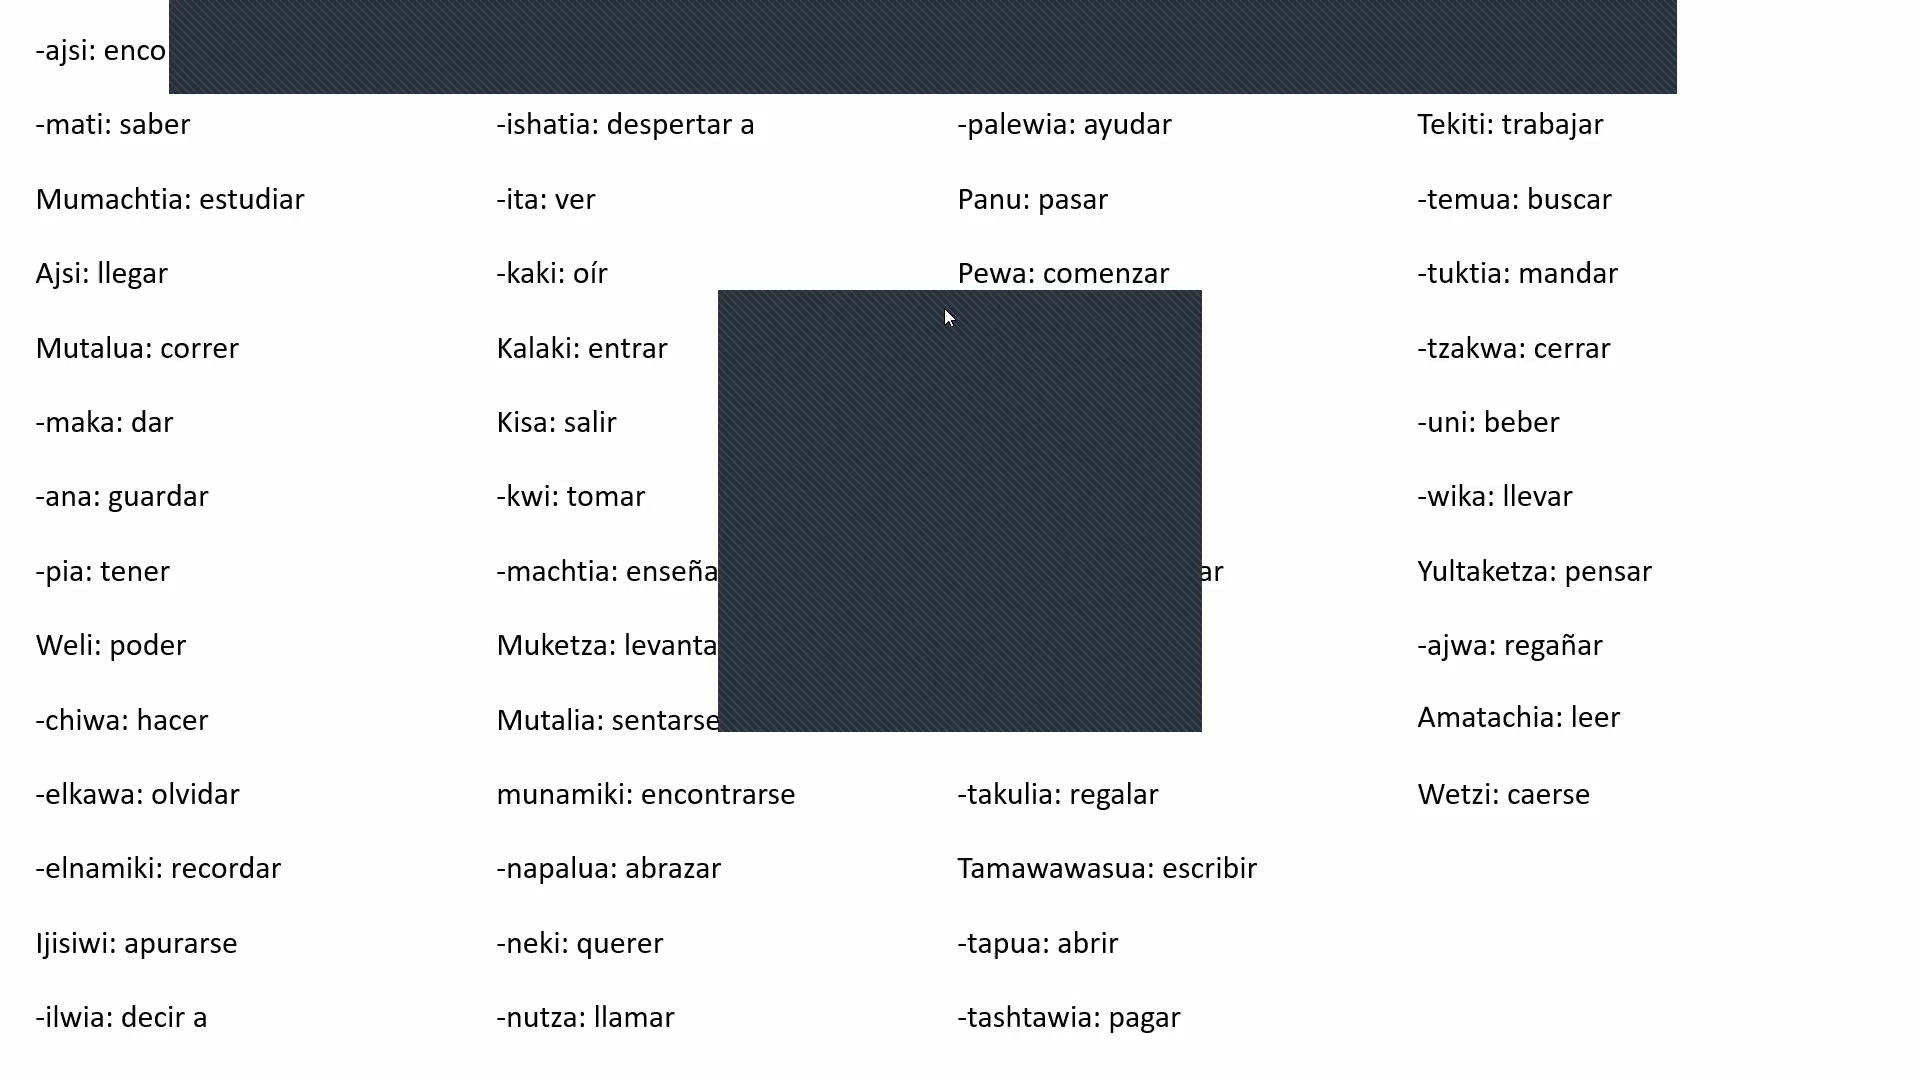 -ajsi:
-mati: saber
Mumachtia: estudiar
Ajsi: llegar
Mutalua: correr
-maka: dar
-ana: guardar
-pia: tener
Weli: poder
-chiwa: hacer
-elkawa: olvidar
-elnamiki: recordar
Ijisiwi: apurarse
-ilwia: decir a
-ishatia: despertar a
-ita: ver
-kaki: oír
Kalaki: entrar
Kisa: salir
-kwi: tomar
-machtia:
Muketza:
Mutalia: sentarse
munamiki: encontrarse
-napalua: abrazar
-neki: querer
-nutza: llamar
-palewia: ayudar
Panu: pasar
Pewa: comenzar
-takulia: regalar
Tamawawasua: escribir
-tapua: abrir
-tashtawia: pagar
Tekiti: trabajar
-temua: buscar
-tuktia: mandar
-tzakwa: cerrar
-uni: beber
-wika: llevar
Yultaketza: pensar
-ajwa: regañar
Amatachia: leer
Wetzi: caerse